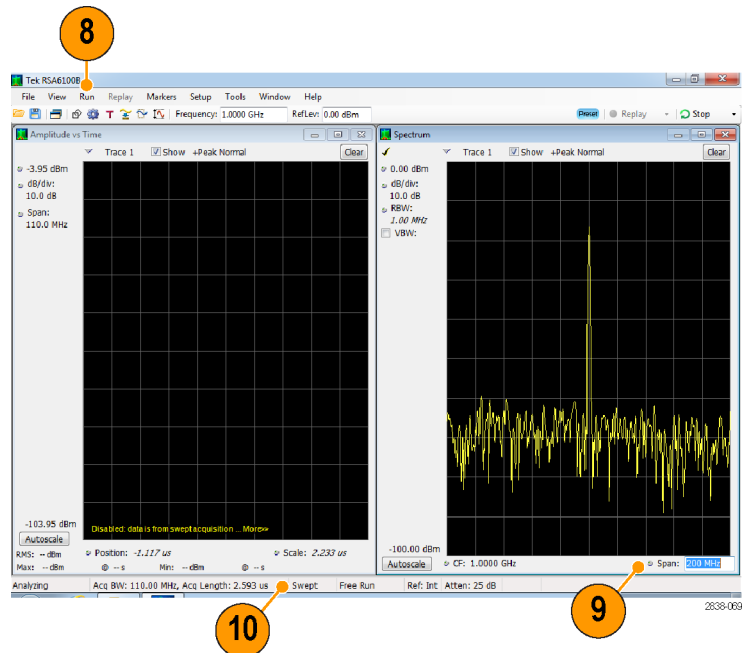 8
Tek RSA6100B
File View Run Replay Markers Setup Tools Window Help
T Frequency: 1.0000 GHz RefLev: 0.00 dBm Preset Replay Stop
Amplitude vs Time
Trace 1 Show +Peak Normal Clear
-3.95 dBm
dB/div:
10.0 dB
Span:
110.0 MHz
-103.95 dBm
Disabled: data is from swept acquisition ... More>>
Autoscale
Position: -1.117 us Scale: 2.233 us
RMS: -- dBm
Max: -- dBm @ -- s Min: -- dBm @ -- s
Spectrum
Trace 1 Show +Peak Normal Clear
0.00 dBm
dB/div:
10.0 dB
RBW:
1.00 MHz
VBW:
-100.00 dBm
Autoscale CF: 1.0000 GHz Span: 200 MHz
Analyzing Acq BW: 110.00 MHz, Acq Length: 2.593 us Swept Free Run Ref: Int Atten: 25 dB
10
9
2838-069